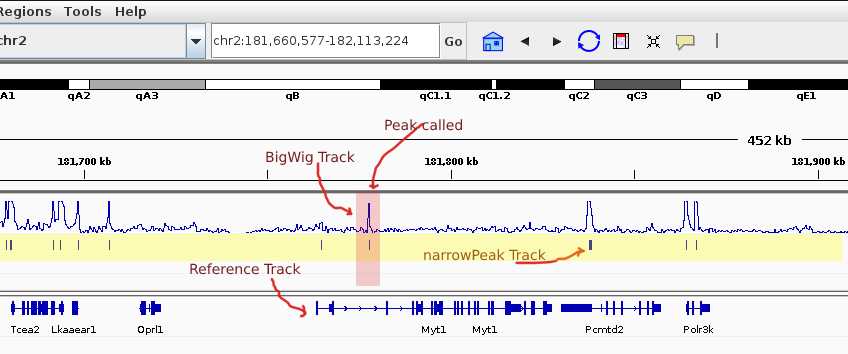 Regions Tools Help
chr2 chr2:181,660,577-182,113,224 Go
A1 qA2 qA3 qB qC1.1 qC1.2 qC2 qC3 qD qE1
Peak called
452 kb
BigWig Track
181,700 kb 181,800 kb 181,900 kb
narrowPeak Track
Reference Track
Tcea2 Lkaaear1 Oprl1 Myt1 Myt1 Pcmtd2 Polr3k